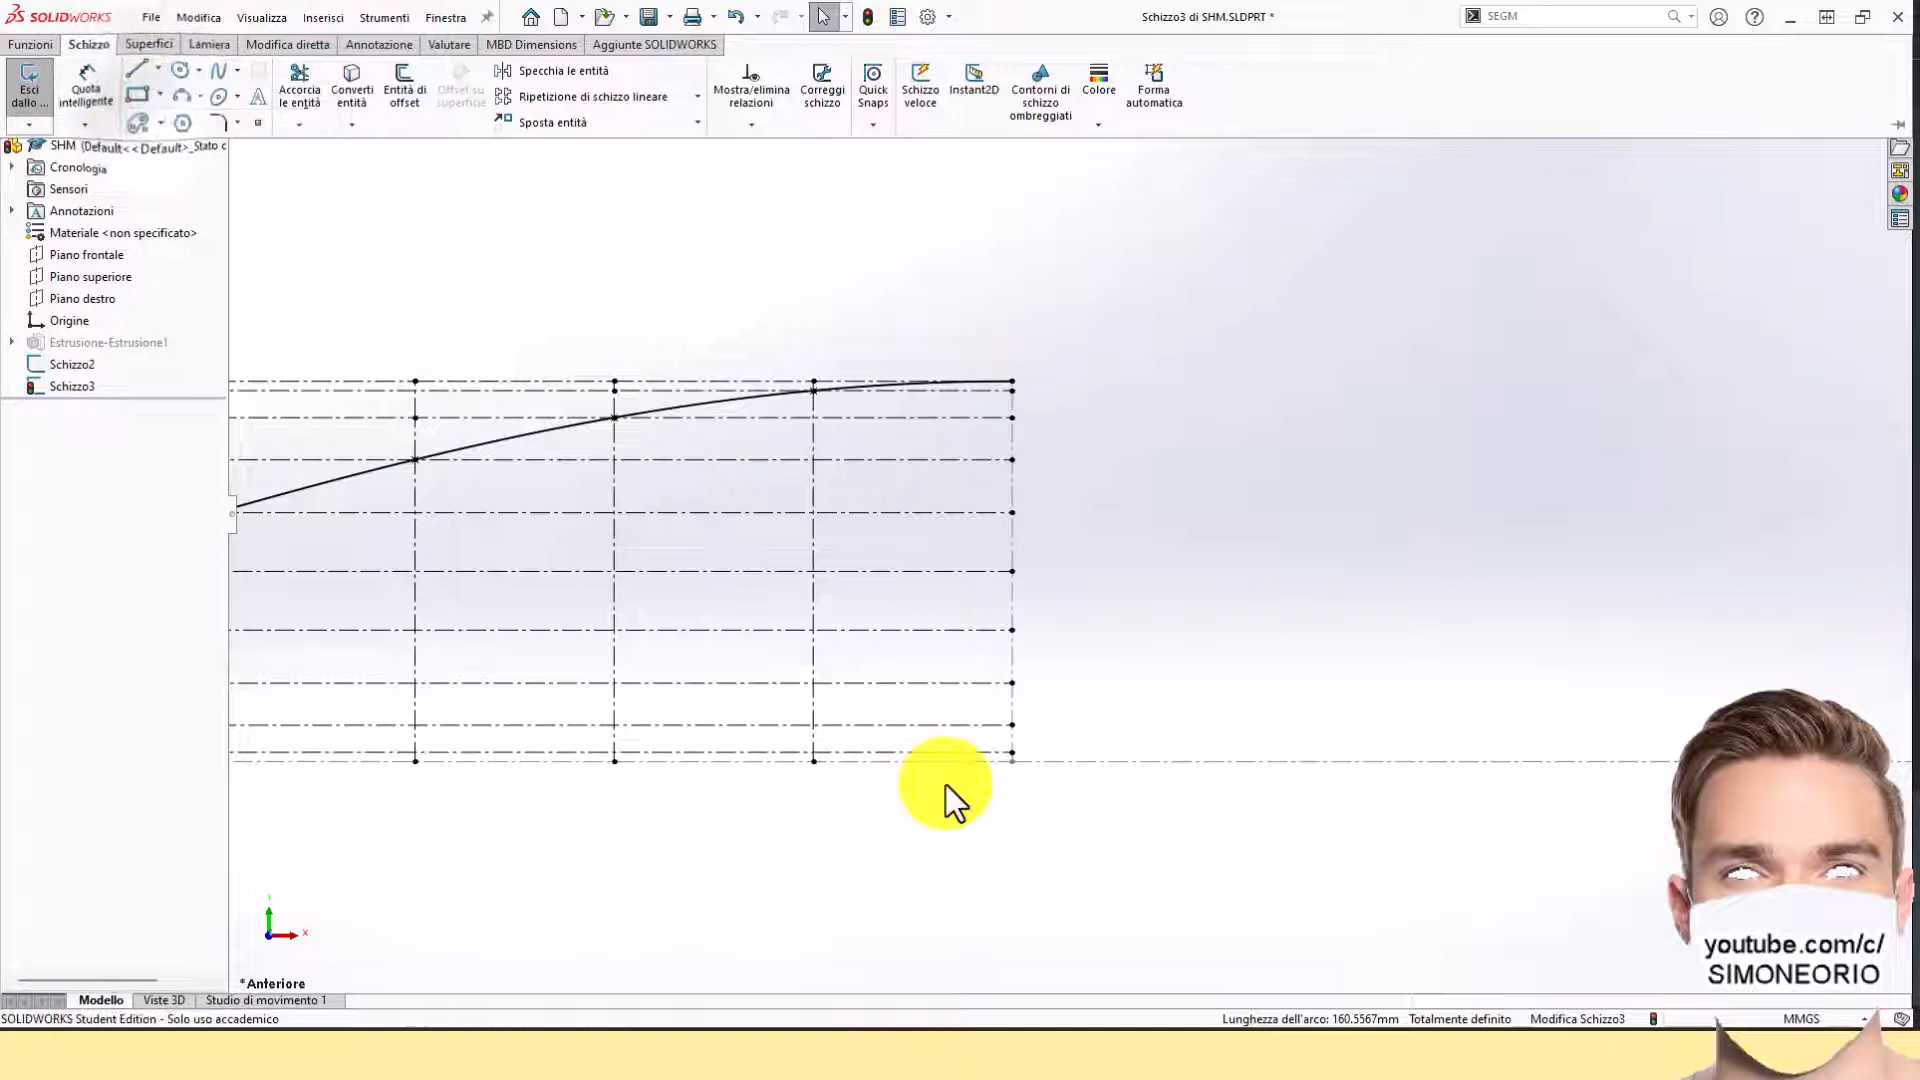 SOLIDWORKS File Modifica Visualizza Inserisci Strumenti Finestra Schizzo3 di SHM.SLDPRT * SEGM
Funzioni Schizzo Superfici Lamiera Modifica diretta Annotazione Valutare MBD Dimensions Aggiunte SOLIDWORKS
Esci dallo ...
Quota intelligente
Accorcia le entità
Converti entità
Entità di offset
Offset su superficie
Specchia le entità
Ripetizione di schizzo lineare
Sposta entità
Mostra/elimina relazioni
Correggi schizzo
Quick Snaps
Schizzo veloce
Instant2D
Contorni di schizzo ombreggiati
Colore
Forma automatica
SHM (Default<<Default>_Stato c
Cronologia
Sensori
Annotazioni
Materiale <non specificato>
Piano frontale
Piano superiore
Piano destro
Origine
Estrusione-Estrusione1
Schizzo2
Schizzo3
x
*Anteriore
youtube.com/c/
SIMONEORIO
Modello Viste 3D Studio di movimento 1
SOLIDWORKS Student Edition - Solo uso accademico Lunghezza dell'arco: 160.5567mm Totalmente definito Modifica Schizzo3 MMGS